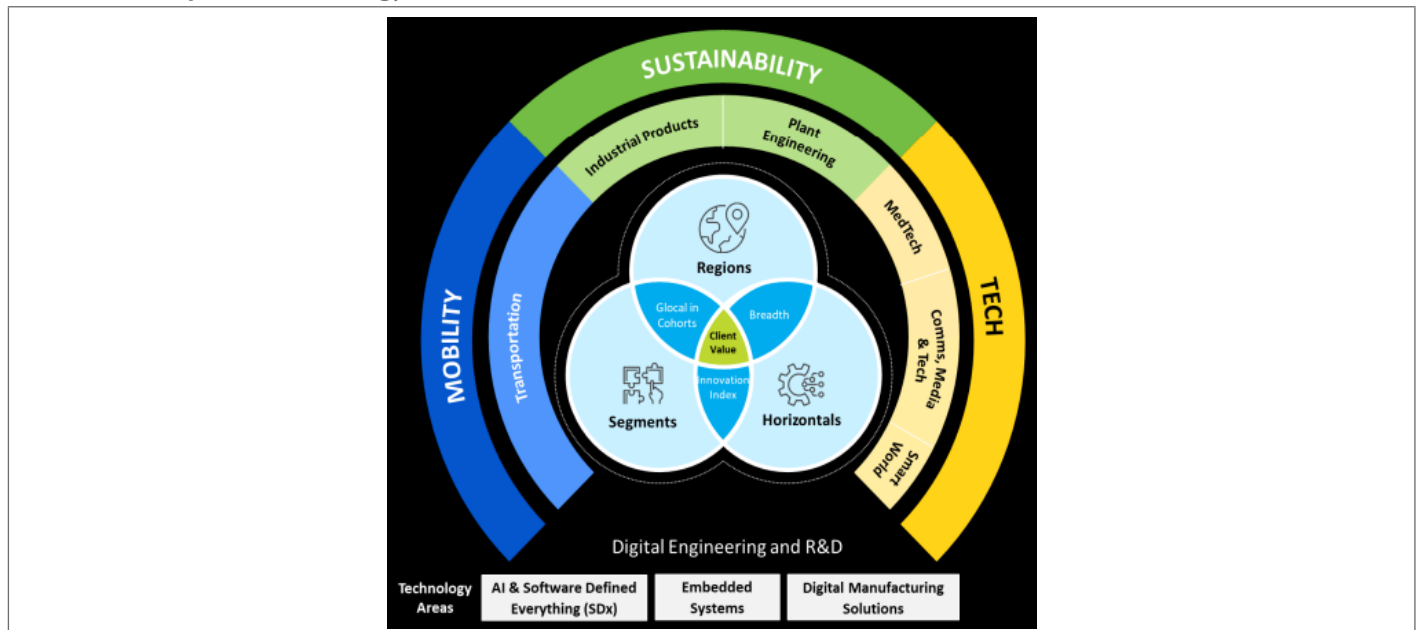 SUSTAINABILITY
MOBILITY
TECH
Industrial Products
Plant
Engineering
Transportation
MedTech
Comms, Media
& Tech
Smart
World
Regions
Glocal in
Cohorts
Breadth
Client
Value
Innovation
Index
Segments
Horizontals
Digital Engineering and R&D
Technology
Areas
AI & Software Defined
Everything (SDx)
Embedded
Systems
Digital Manufacturing
Solutions